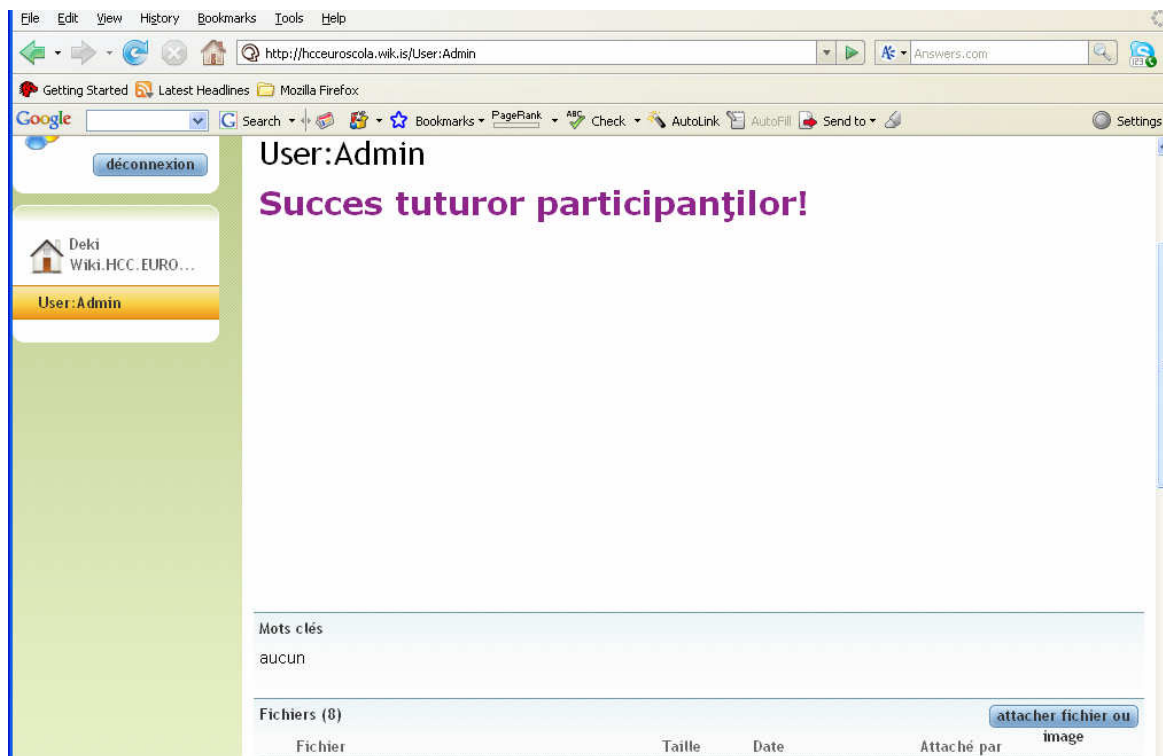 File Edit View History Bookmarks Tools Help
http://hcceuroscola.wik.is/User:Admin Answers.com
Getting Started Latest Headlines Mozilla Firefox
Google Search Bookmarks PageRank ABC Check AutoLink AutoFill Send to Settings
déconnexion
User:Admin
Succes tuturor participanţilor!
Deki
Wiki.HCC.EURO...
User:Admin
Mots clés
aucun
Fichiers (8) attacher fichier ou
image
Fichier Taille Date Attaché par